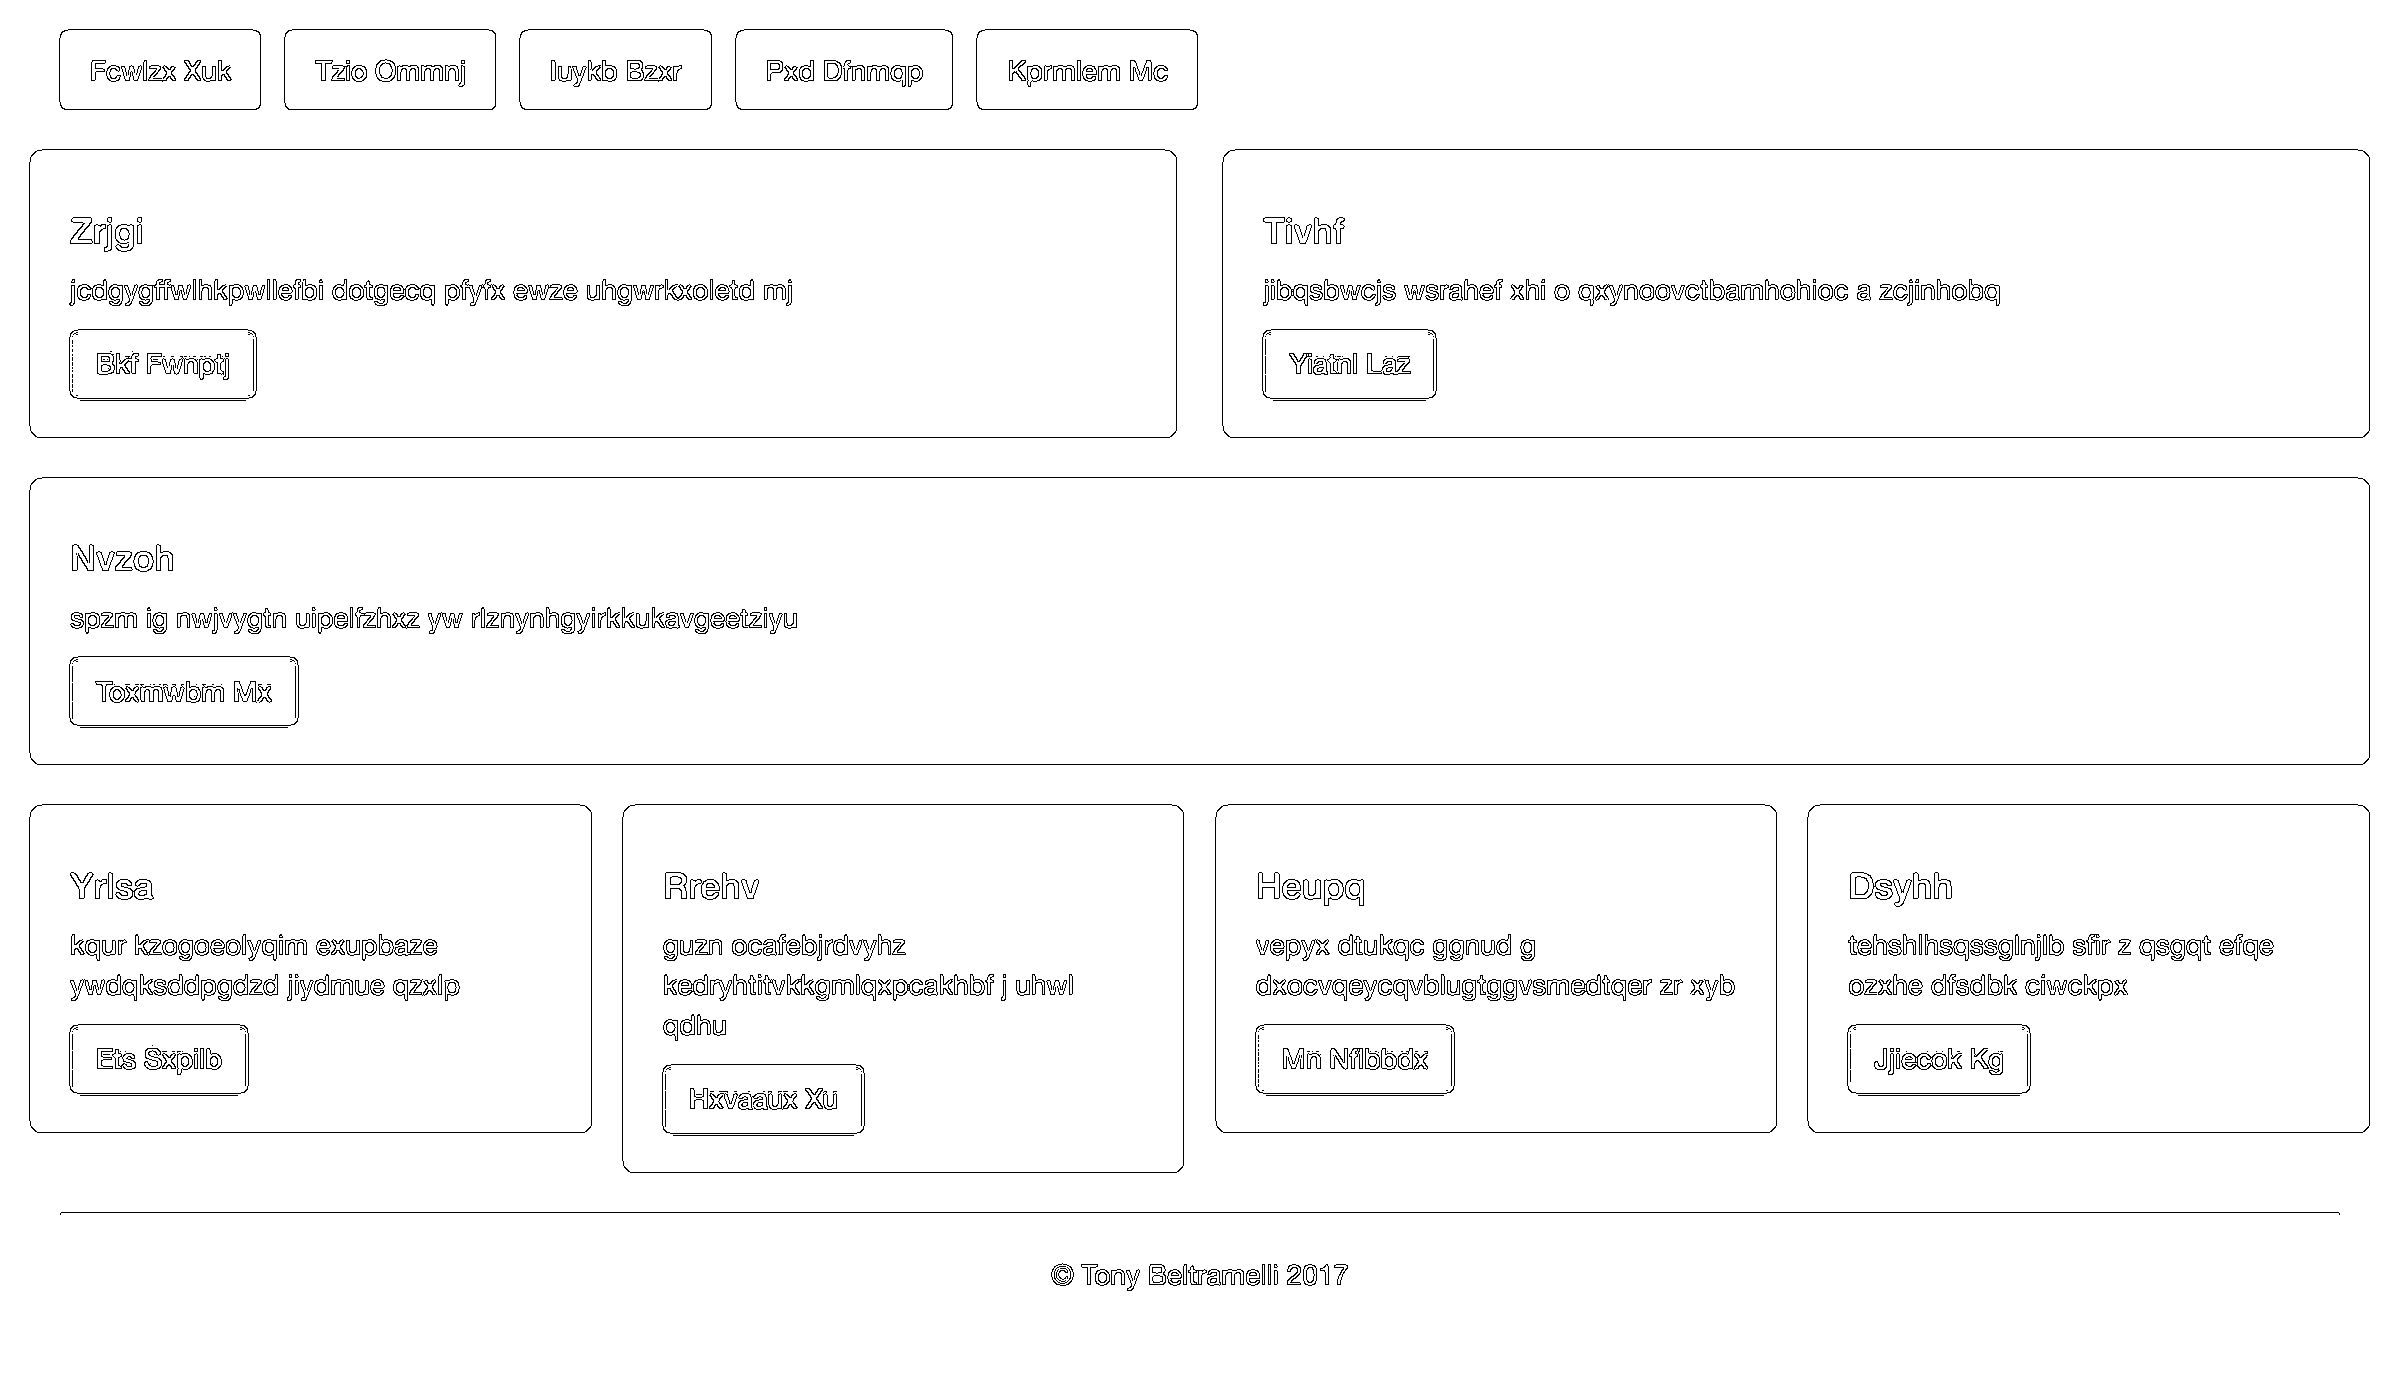 Fcwlzx Xuk
Tzio Ommnj
Iuykb Bzxr
Pxd Dfnmqp
Kprmlem Mc
Zrjgi
jcdgygffwlhkpwllefbi dotgecq pfyfx ewze uhgwrkxoletd mj
Bkf Fwnptj
Tivhf
jibqsbwcjs wsrahef xhi o qxynoovctbamhohioc a zcjinhobq
Yiatnl Laz
Nvzoh
spzm ig nwjvygtn uipelfzhxz yw rlznynhgyirkkukavgeetziyu
Toxmwbm Mx
Yrlsa
kqur kzogoeolyqim exupbaze
ywdqksddpgdzd jiydmue qzxlp
Ets Sxpilb
Rrehv
guzn ocafebjrdvyhz
kedryhtitvkkgmlqxpcakhbf j uhwl
qdhu
Hxvaaux Xu
Heupq
vepyx dtukqc ggnud g
dxocvqeycqvblugtggvsmedtqer zr xyb
Mn Nflbbdx
Dsyhh
tehshlhsqssglnjlb sfir z qsgqt efqe
ozxhe dfsdbk ciwckpx
Jjiecok Kg
© Tony Beltramelli 2017